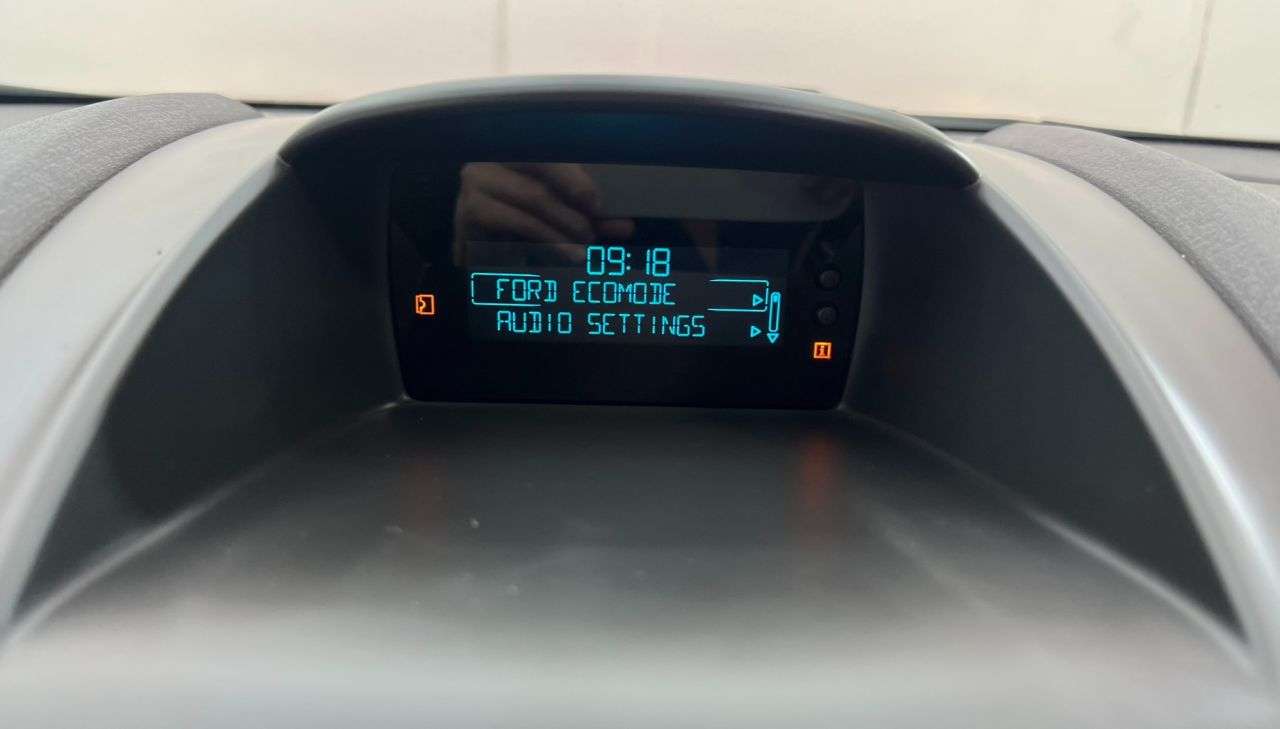 09:18
FORD ECOMODE
AUDIO SETTINGS
i